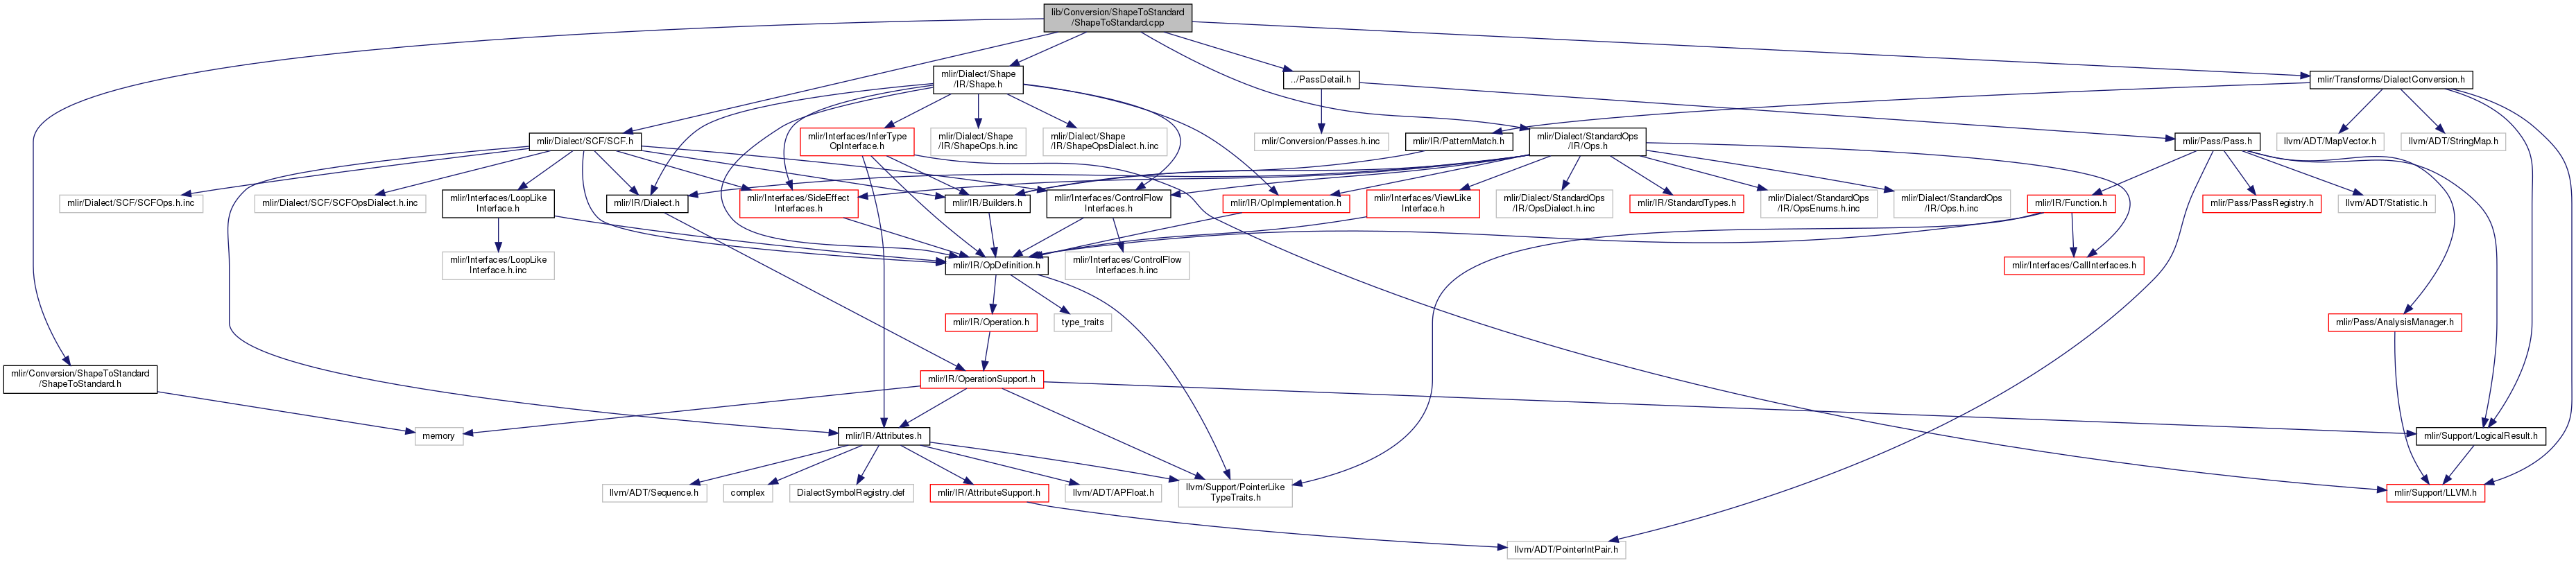 lib/Conversion/ShapeToStandard
/ShapeToStandard.cpp
mlir/Dialect/Shape
/IR/Shape.h
../PassDetail.h
mlir/Transforms/DialectConversion.h
mlir/Dialect/SCF/SCF.h
mlir/Interfaces/InferType
OpInterface.h
mlir/Dialect/Shape
/IR/ShapeOps.h.inc
mlir/Dialect/Shape
/IR/ShapeOpsDialect.h.inc
mlir/Conversion/Passes.h.inc
mlir/IR/PatternMatch.h
mlir/Dialect/StandardOps
/IR/Ops.h
mlir/Pass/Pass.h
llvm/ADT/MapVector.h
llvm/ADT/StringMap.h
mlir/Dialect/SCF/SCFOps.h.inc
mlir/Dialect/SCF/SCFOpsDialect.h.inc
mlir/Interfaces/LoopLike
Interface.h
mlir/IR/Dialect.h
mlir/Interfaces/SideEffect
Interfaces.h
mlir/IR/Builders.h
mlir/Interfaces/ControlFlow
Interfaces.h
mlir/IR/OpImplementation.h
mlir/Interfaces/ViewLike
Interface.h
mlir/Dialect/StandardOps
/IR/OpsDialect.h.inc
mlir/IR/StandardTypes.h
mlir/Dialect/StandardOps
/IR/OpsEnums.h.inc
mlir/Dialect/StandardOps
/IR/Ops.h.inc
mlir/IR/Function.h
mlir/Pass/PassRegistry.h
llvm/ADT/Statistic.h
mlir/Interfaces/LoopLike
Interface.h.inc
mlir/IR/OpDefinition.h
mlir/Interfaces/ControlFlow
Interfaces.h.inc
mlir/Interfaces/CallInterfaces.h
mlir/IR/Operation.h
type_traits
mlir/Pass/AnalysisManager.h
mlir/Conversion/ShapeToStandard
/ShapeToStandard.h
mlir/IR/OperationSupport.h
memory
mlir/IR/Attributes.h
mlir/Support/LogicalResult.h
llvm/ADT/Sequence.h
complex
DialectSymbolRegistry.def
mlir/IR/AttributeSupport.h
llvm/ADT/APFloat.h
llvm/Support/PointerLike
TypeTraits.h
mlir/Support/LLVM.h
llvm/ADT/PointerIntPair.h